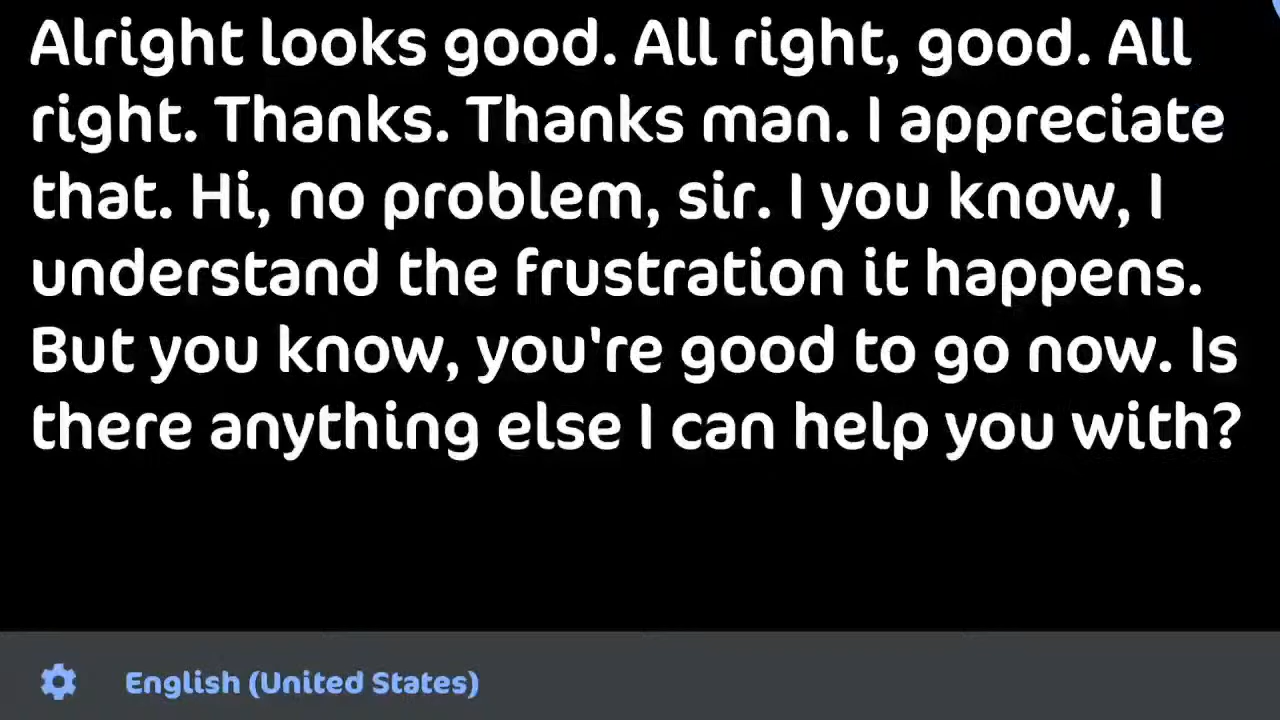 Alright looks good. All right, good. All
right. Thanks. Thanks man. I appreciate
that. Hi, no problem, sir. I you know, I
understand the frustration it happens.
But you know, you're good to go now. Is
there anything else I can help you with?
English (United States)